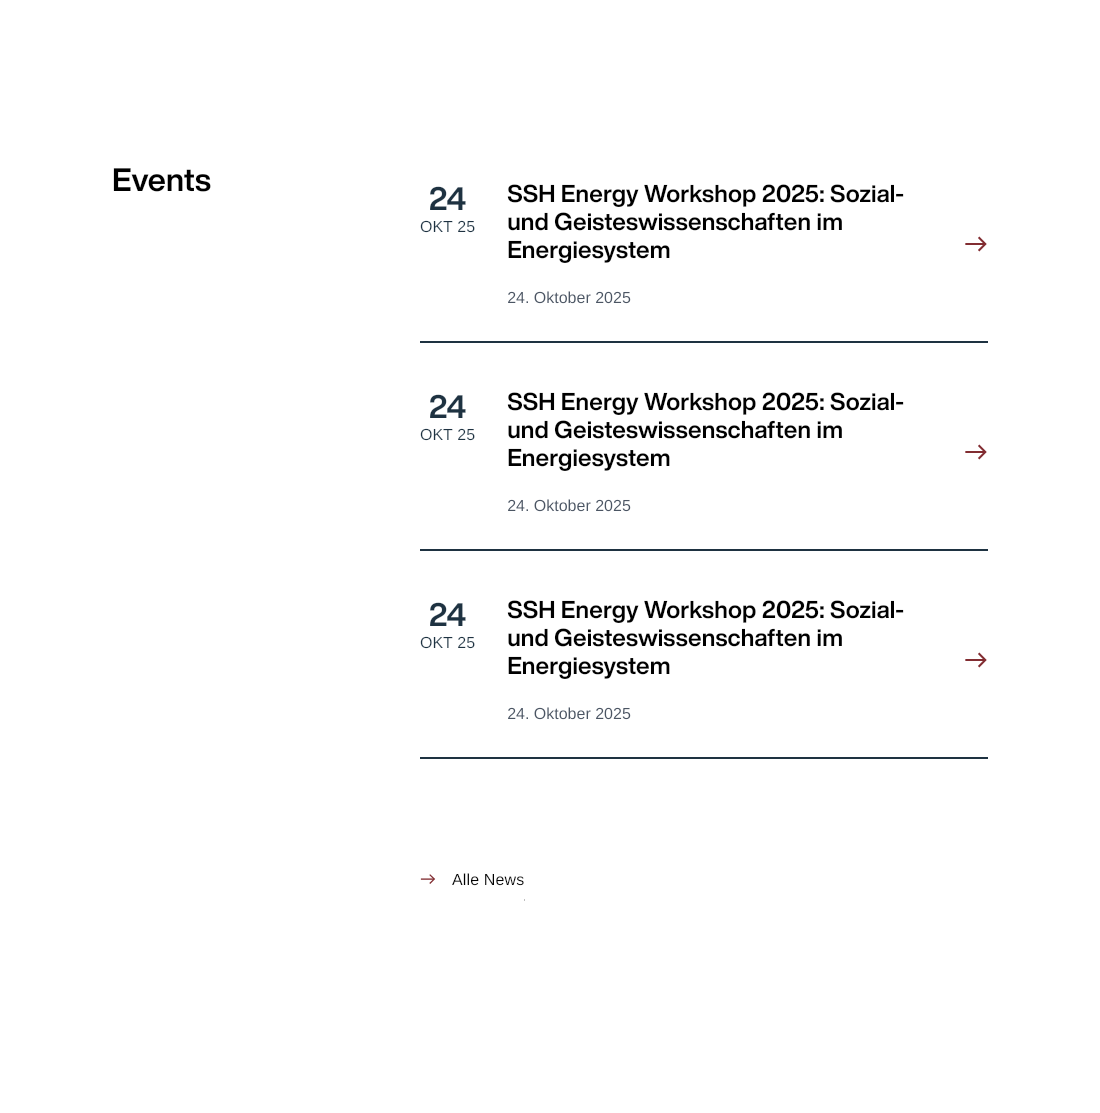 Events
24
OKT 25
SSH Energy Workshop 2025: Sozial-
und Geisteswissenschaften im
Energiesystem
24. Oktober 2025
24
OKT 25
SSH Energy Workshop 2025: Sozial-
und Geisteswissenschaften im
Energiesystem
24. Oktober 2025
24
OKT 25
SSH Energy Workshop 2025: Sozial-
und Geisteswissenschaften im
Energiesystem
24. Oktober 2025
Alle News